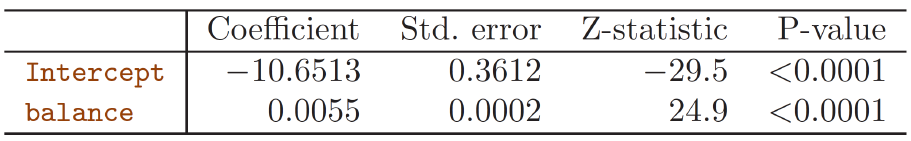 Coefficient Std. error Z-statistic P-value
Intercept −10.6513 0.3612 −29.5 <0.0001
balance 0.0055 0.0002 24.9 <0.0001